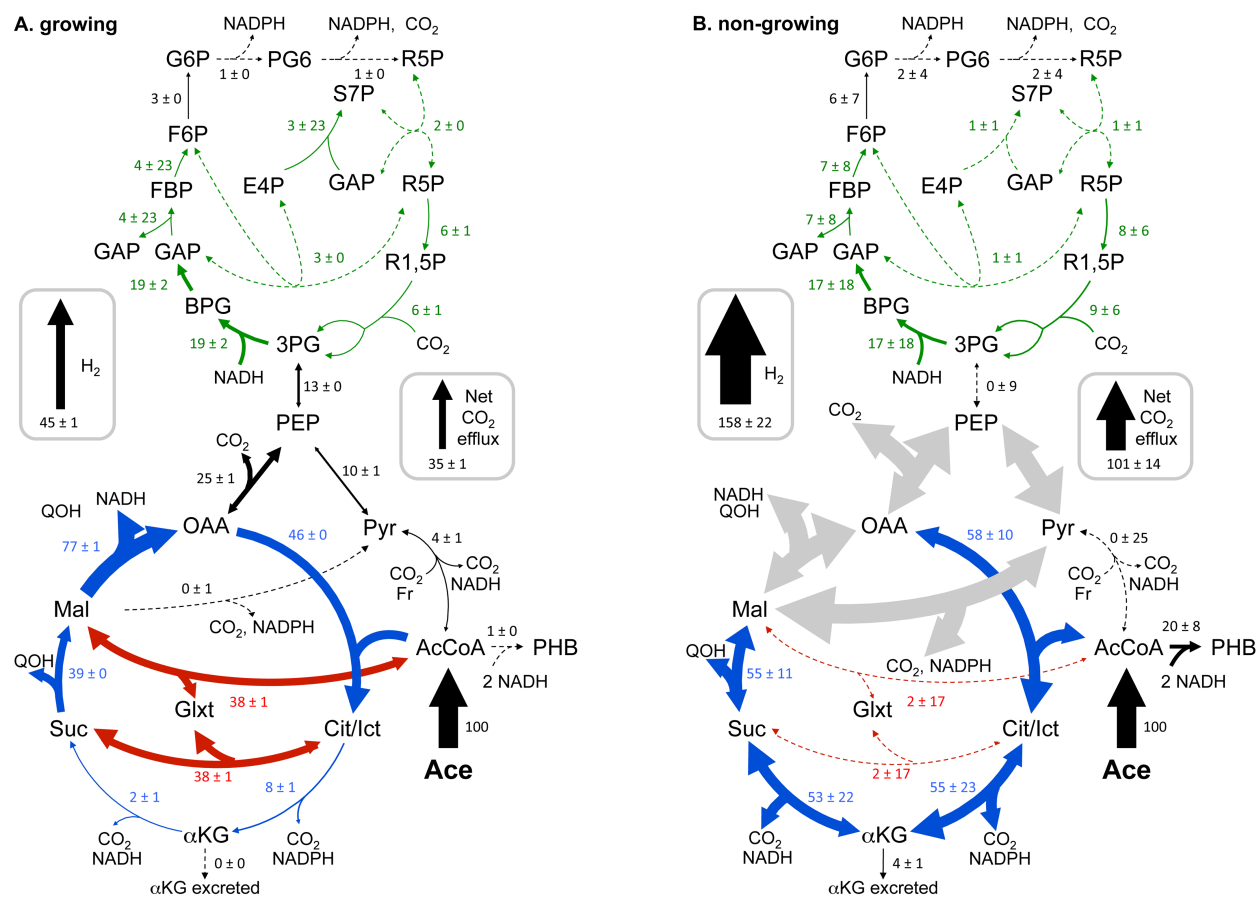 A. growing
NADPH
NADPH, CO2
G6P
PG6
R5P
1 ± 0
1 ± 0
S7P
3 ± 0
F6P
3 ± 23
2 ± 0
4 ± 23
FBP
E4P
GAP
R5P
4 ± 23
GAP
GAP
6 ± 1
3 ± 0
R1,5P
19 ± 2
BPG
6 ± 1
19 ± 2
3PG
CO2
NADH
H2
45 ± 1
13 ± 0
PEP
Net
CO2
efflux
35 ± 1
CO2
25 ± 1
10 ± 1
NADH
QOH
OAA
46 ± 0
Pyr
77 ± 1
4 ± 1
CO2
NADH
CO2
Fr
0 ± 1
Mal
CO2, NADPH
AcCoA
1 ± 0
PHB
2 NADH
QOH
39 ± 0
38 ± 1
Glxt
Suc
Cit/Ict
100
38 ± 1
Ace
2 ± 1
8 ± 1
CO2
NADH
αKG
CO2
NADPH
0 ± 0
αKG excreted
B. non-growing
NADPH
NADPH, CO2
G6P
PG6
R5P
2 ± 4
2 ± 4
S7P
6 ± 7
F6P
1 ± 1
1 ± 1
7 ± 8
FBP
E4P
GAP
R5P
7 ± 8
GAP
GAP
8 ± 6
1 ± 1
R1,5P
17 ± 18
BPG
9 ± 6
17 ± 18
3PG
CO2
NADH
H2
158 ± 22
0 ± 9
PEP
Net
CO2
efflux
101 ± 14
CO2
NADH
QOH
OAA
58 ± 10
Pyr
0 ± 25
CO2
NADH
CO2
Fr
Mal
CO2, NADPH
AcCoA
20 ± 8
PHB
2 NADH
QOH
55 ± 11
2 ± 17
Glxt
Suc
Cit/Ict
100
2 ± 17
Ace
53 ± 22
55 ± 23
CO2
NADH
αKG
CO2
NADPH
4 ± 1
αKG excreted